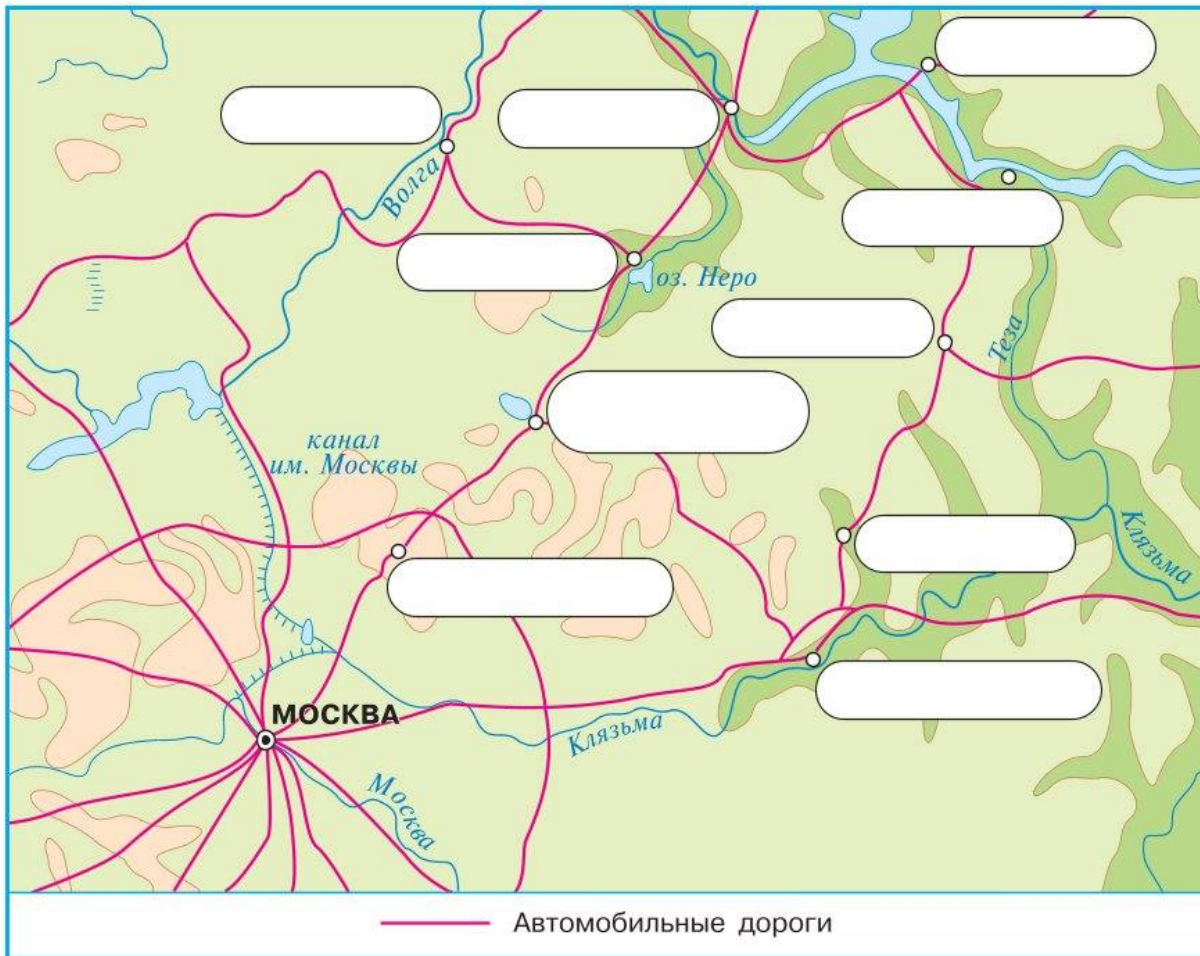 Волга
оз. Неро
Теза
канал
им. Москвы
Клязьма
МОСКВА
Клязьма
Москва
Автомобильные дороги